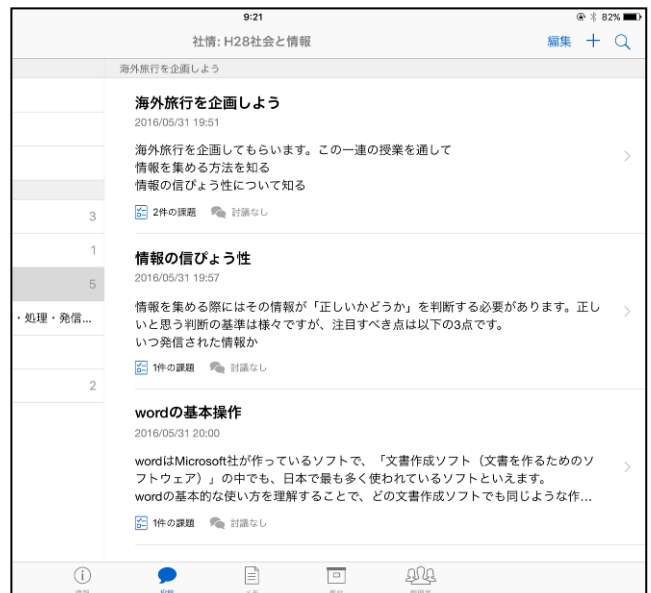 9:21
82%
社情: H28社会と情報
編集
海外旅行を企画しよう
海外旅行を企画しよう
2016/05/31 19:51
海外旅行を企画してもらいます。この一連の授業を通して
情報を集める方法を知る
情報の信ぴょう性について知る
2件の課題 討議なし
3
1
5
・処理・発信...
2
情報の信ぴょう性
2016/05/31 19:57
情報を集める際にはその情報が「正しいかどうか」を判断する必要があります。正し
いと思う判断の基準は様々ですが、注目すべき点は以下の3点です。
いつ発信された情報か
1件の課題 討議なし
wordの基本操作
2016/05/31 20:00
wordはMicrosoft社が作っているソフトで、「文書作成ソフト（文書を作るためのソ
フトウェア）」の中でも、日本で最も多く使われているソフトといえます。
wordの基本的な使い方を理解することで、どの文書作成ソフトでも同じような作...
1件の課題 討議なし